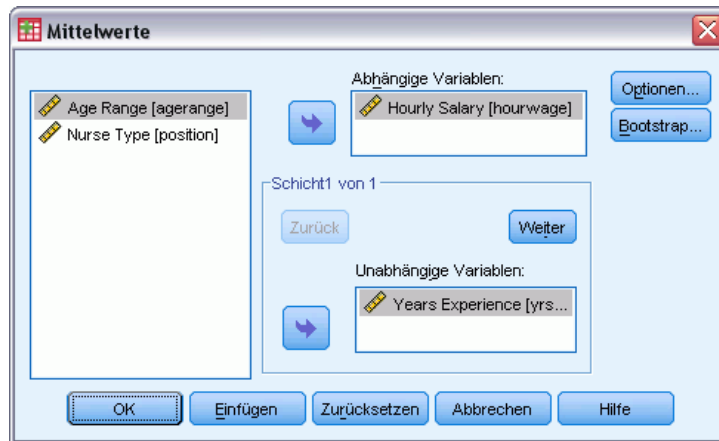 Mittelwerte
Age Range [agerange]
Nurse Type [position]
Abhängige Variablen:
Hourly Salary [hourwage]
Optionen...
Bootstrap...
Schicht1 von 1
Zurück
Weiter
Unabhängige Variablen:
Years Experience [yrs...
OK
Einfügen
Zurücksetzen
Abbrechen
Hilfe